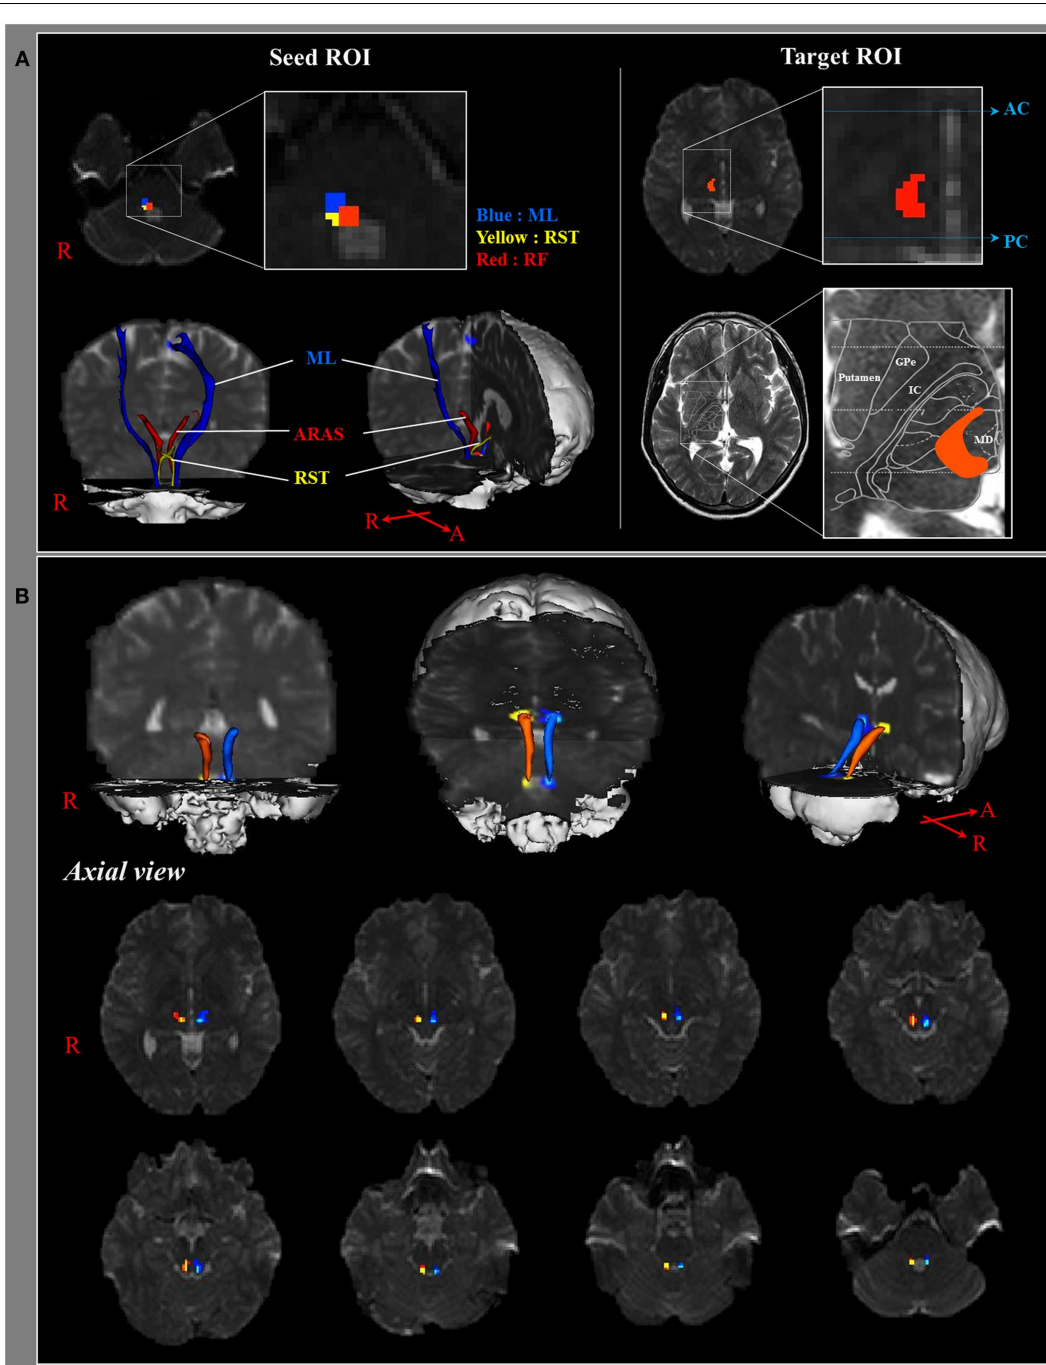 A
Seed ROI
Target ROI
AC
Blue : ML
Yellow : RST
Red : RF
R
PC
ML
ARAS
RST
R
R
A
Putamen
GPe
IC
MD
B
R
A
R
Axial view
R